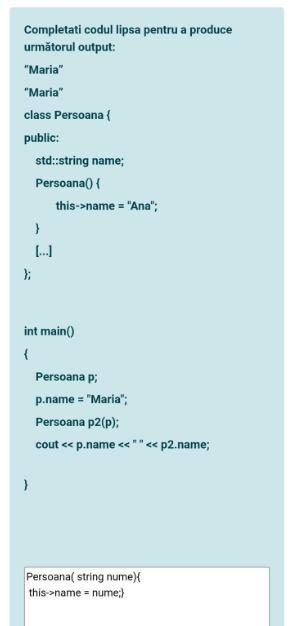 Completati codul lipsa pentru a produce
următorul output:
“Maria”
“Maria”
class Persoana {
public:
std::string name;
Persoana() {
this->name = "Ana";
}
[...]
};
int main()
{
Persoana p;
p.name = "Maria";
Persoana p2(p);
cout << p.name << " " << p2.name;
}
Persoana( string nume){
this->name = nume;}